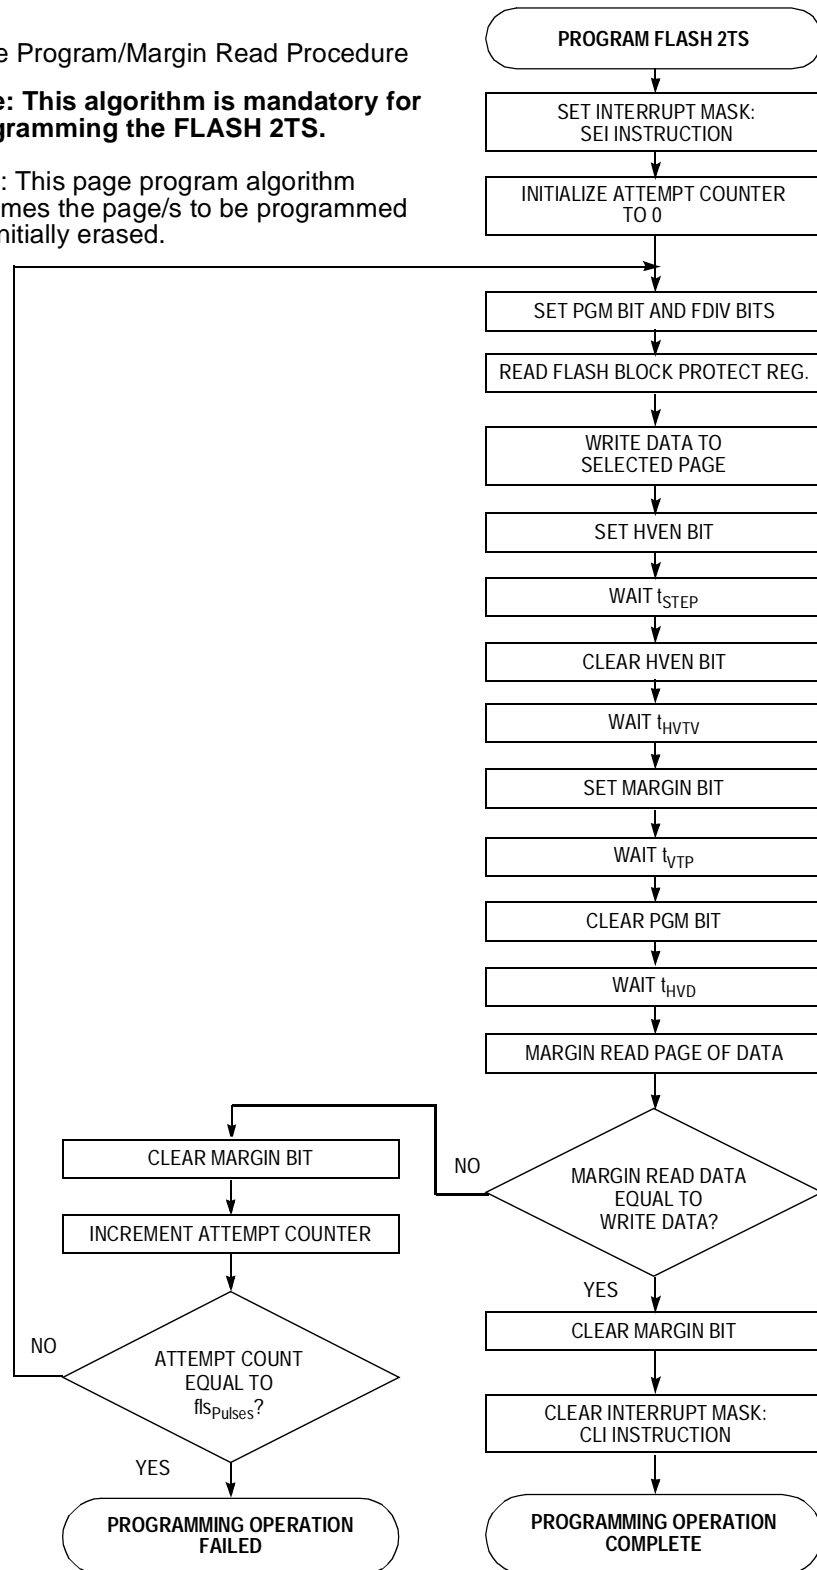 Program/Margin Read Procedure
This algorithm is mandatory for
the FLASH 2TS.
: This page program algorithm
the page/s to be programmed
initially erased.
PROGRAM FLASH 2TS
SET INTERRUPT MASK:
SEI INSTRUCTION
INITIALIZE ATTEMPT COUNTER
TO 0
SET PGM BIT AND FDIV BITS
READ FLASH BLOCK PROTECT REG.
WRITE DATA TO
SELECTED PAGE
SET HVEN BIT
WAIT tSTEP
CLEAR HVEN BIT
WAIT tHVTV
SET MARGIN BIT
WAIT tVTP
CLEAR PGM BIT
WAIT tHVD
MARGIN READ PAGE OF DATA
MARGIN READ DATA
EQUAL TO
WRITE DATA?
NO
YES
CLEAR MARGIN BIT
INCREMENT ATTEMPT COUNTER
ATTEMPT COUNT
EQUAL TO
flsPulses?
NO
YES
PROGRAMMING OPERATION
FAILED
CLEAR MARGIN BIT
CLEAR INTERRUPT MASK:
CLI INSTRUCTION
PROGRAMMING OPERATION
COMPLETE